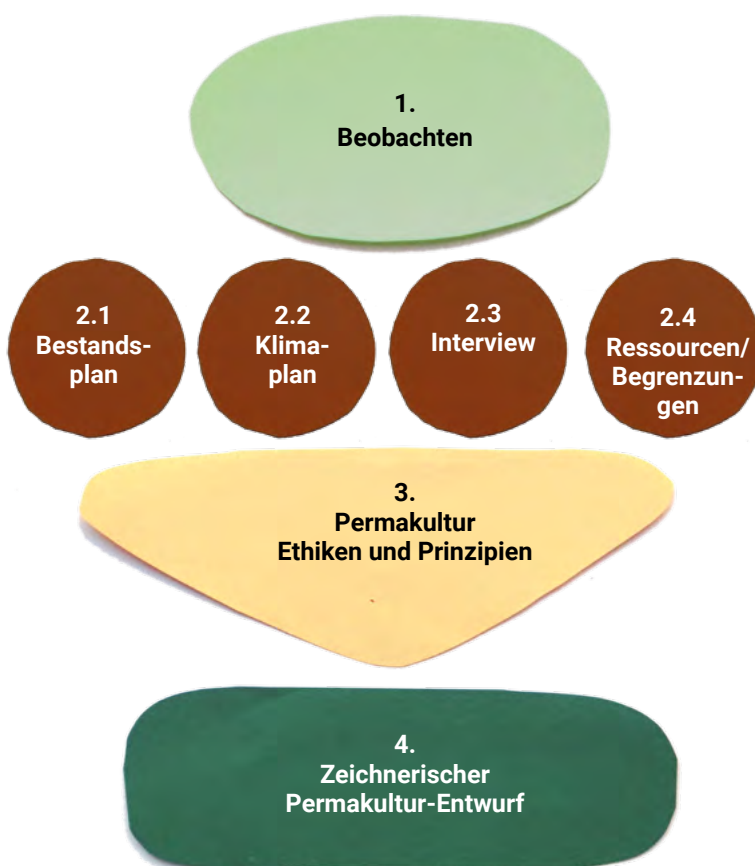 1.
Beobachten
2.1
Bestands-
plan
2.2
Klima-
plan
2.3
Interview
2.4
Ressourcen/
Begrenzun-
gen
3.
Permakultur
Ethiken und Prinzipien
4.
Zeichnerischer
Permakultur-Entwurf